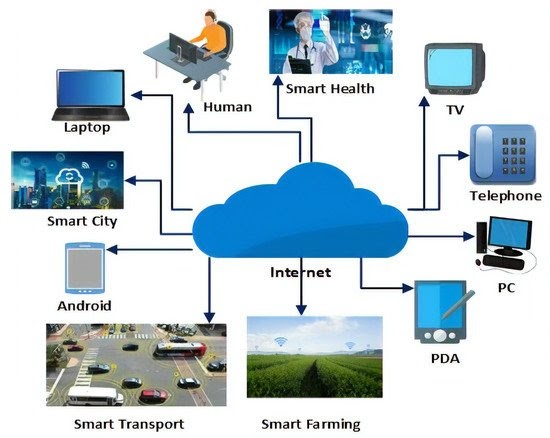 Human
Smart Health
TV
Laptop
Telephone
Smart City
Internet
PC
Android
PDA
Smart Transport
Smart Farming